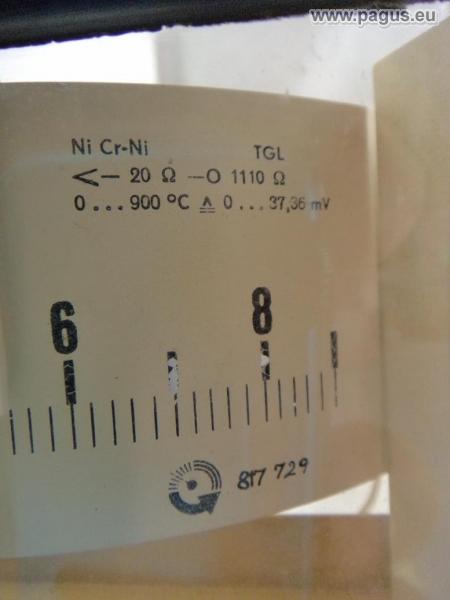 www.pagus.eu
Ni Cr-Ni TGL
<— 20 Ω —O 1110 Ω
0...900 °C ≙ 0...37,36 mV
6 8
817 729